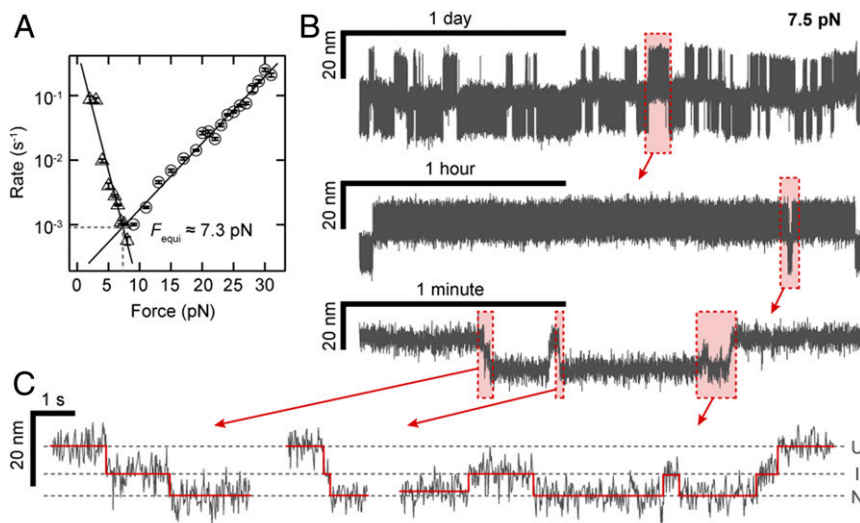 A
Rate (s⁻¹)
10⁻¹
10⁻²
10⁻³
F equi ≈ 7.3 pN
0 5 10 15 20 25 30
Force (pN)
B
7.5 pN
1 day
20 nm
1 hour
20 nm
1 minute
20 nm
C
1 s
20 nm
U
I
N